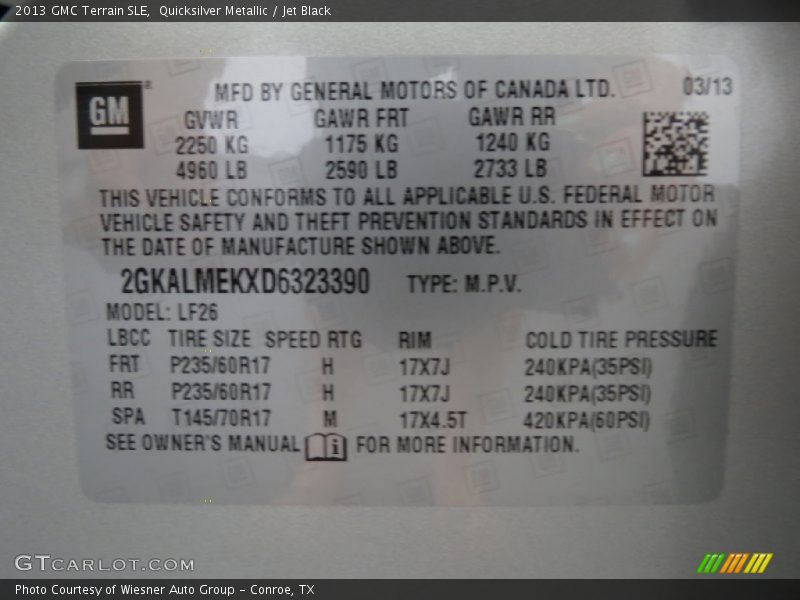 2013 GMC Terrain SLE, Quicksilver Metallic / Jet Black
GM
MFD BY GENERAL MOTORS OF CANADA LTD. 03/13
GVWR GAWR FRT GAWR RR
2250 KG 1175 KG 1240 KG
4960 LB 2590 LB 2733 LB
THIS VEHICLE CONFORMS TO ALL APPLICABLE U.S. FEDERAL MOTOR
VEHICLE SAFETY AND THEFT PREVENTION STANDARDS IN EFFECT ON
THE DATE OF MANUFACTURE SHOWN ABOVE.
2GKALMEKXD6323390 TYPE: M.P.V.
MODEL: LF26
LBCC TIRE SIZE SPEED RTG RIM COLD TIRE PRESSURE
FRT P235/60R17 H 17X7J 240KPA(35PSI)
RR P235/60R17 H 17X7J 240KPA(35PSI)
SPA T145/70R17 M 17X4.5T 420KPA(60PSI)
SEE OWNER'S MANUAL i FOR MORE INFORMATION.
GTCARLOT.COM
Photo Courtesy of Wiesner Auto Group - Conroe, TX